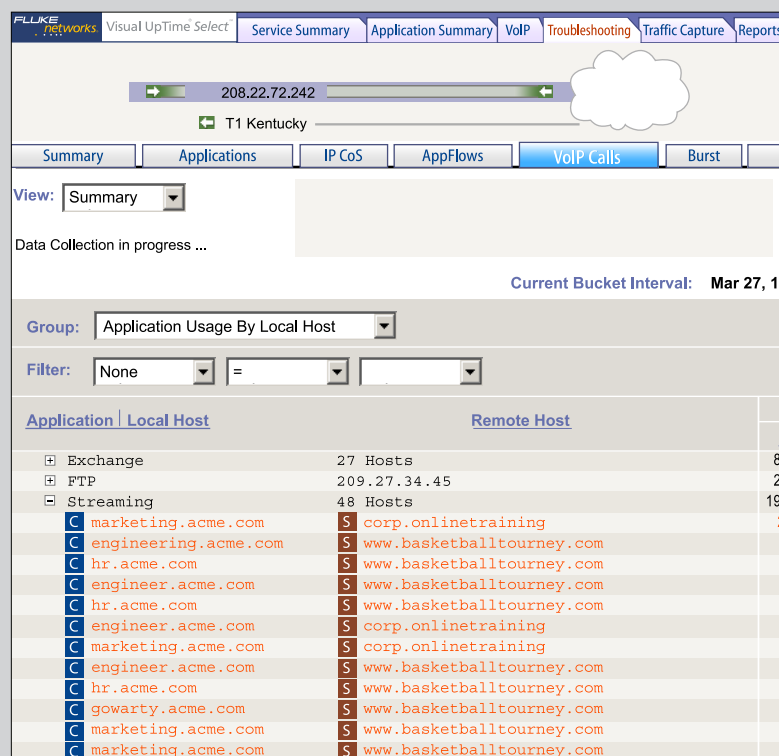 FLUKE networks. Visual UpTime Select Service Summary Application Summary VoIP Troubleshooting Traffic Capture Reports
208.22.72.242
T1 Kentucky
Summary Applications IP CoS AppFlows VoIP Calls Burst
View: Summary
Data Collection in progress ...
Current Bucket Interval: Mar 27, 1
Group: Application Usage By Local Host
Filter: None =
Application | Local Host Remote Host
Exchange 27 Hosts 8
FTP 209.27.34.45 2
Streaming 48 Hosts 19
C marketing.acme.com S corp.onlinetraining
C engineering.acme.com S www.basketballtourney.com
C hr.acme.com S www.basketballtourney.com
C engineer.acme.com S www.basketballtourney.com
C hr.acme.com S www.basketballtourney.com
C engineer.acme.com S corp.onlinetraining
C marketing.acme.com S corp.onlinetraining
C engineer.acme.com S www.basketballtourney.com
C hr.acme.com S www.basketballtourney.com
C gowarty.acme.com S www.basketballtourney.com
C marketing.acme.com S www.basketballtourney.com
C marketing.acme.com S www.basketballtourney.com